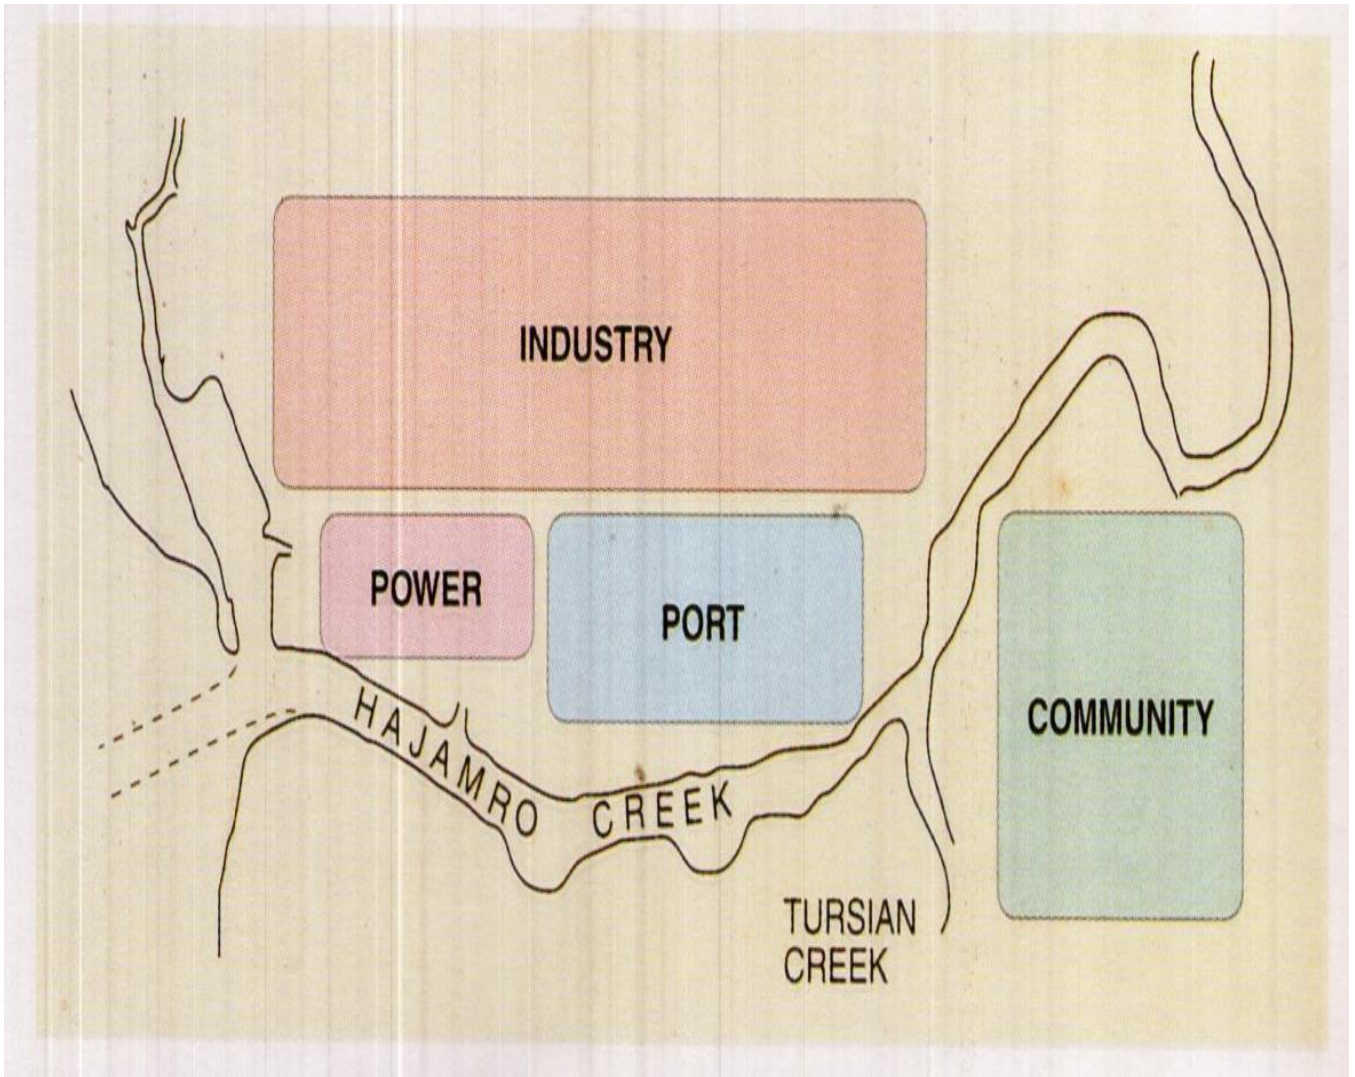 INDUSTRY
POWER
PORT
COMMUNITY
HAJAMRO CREEK
TURSIAN
CREEK